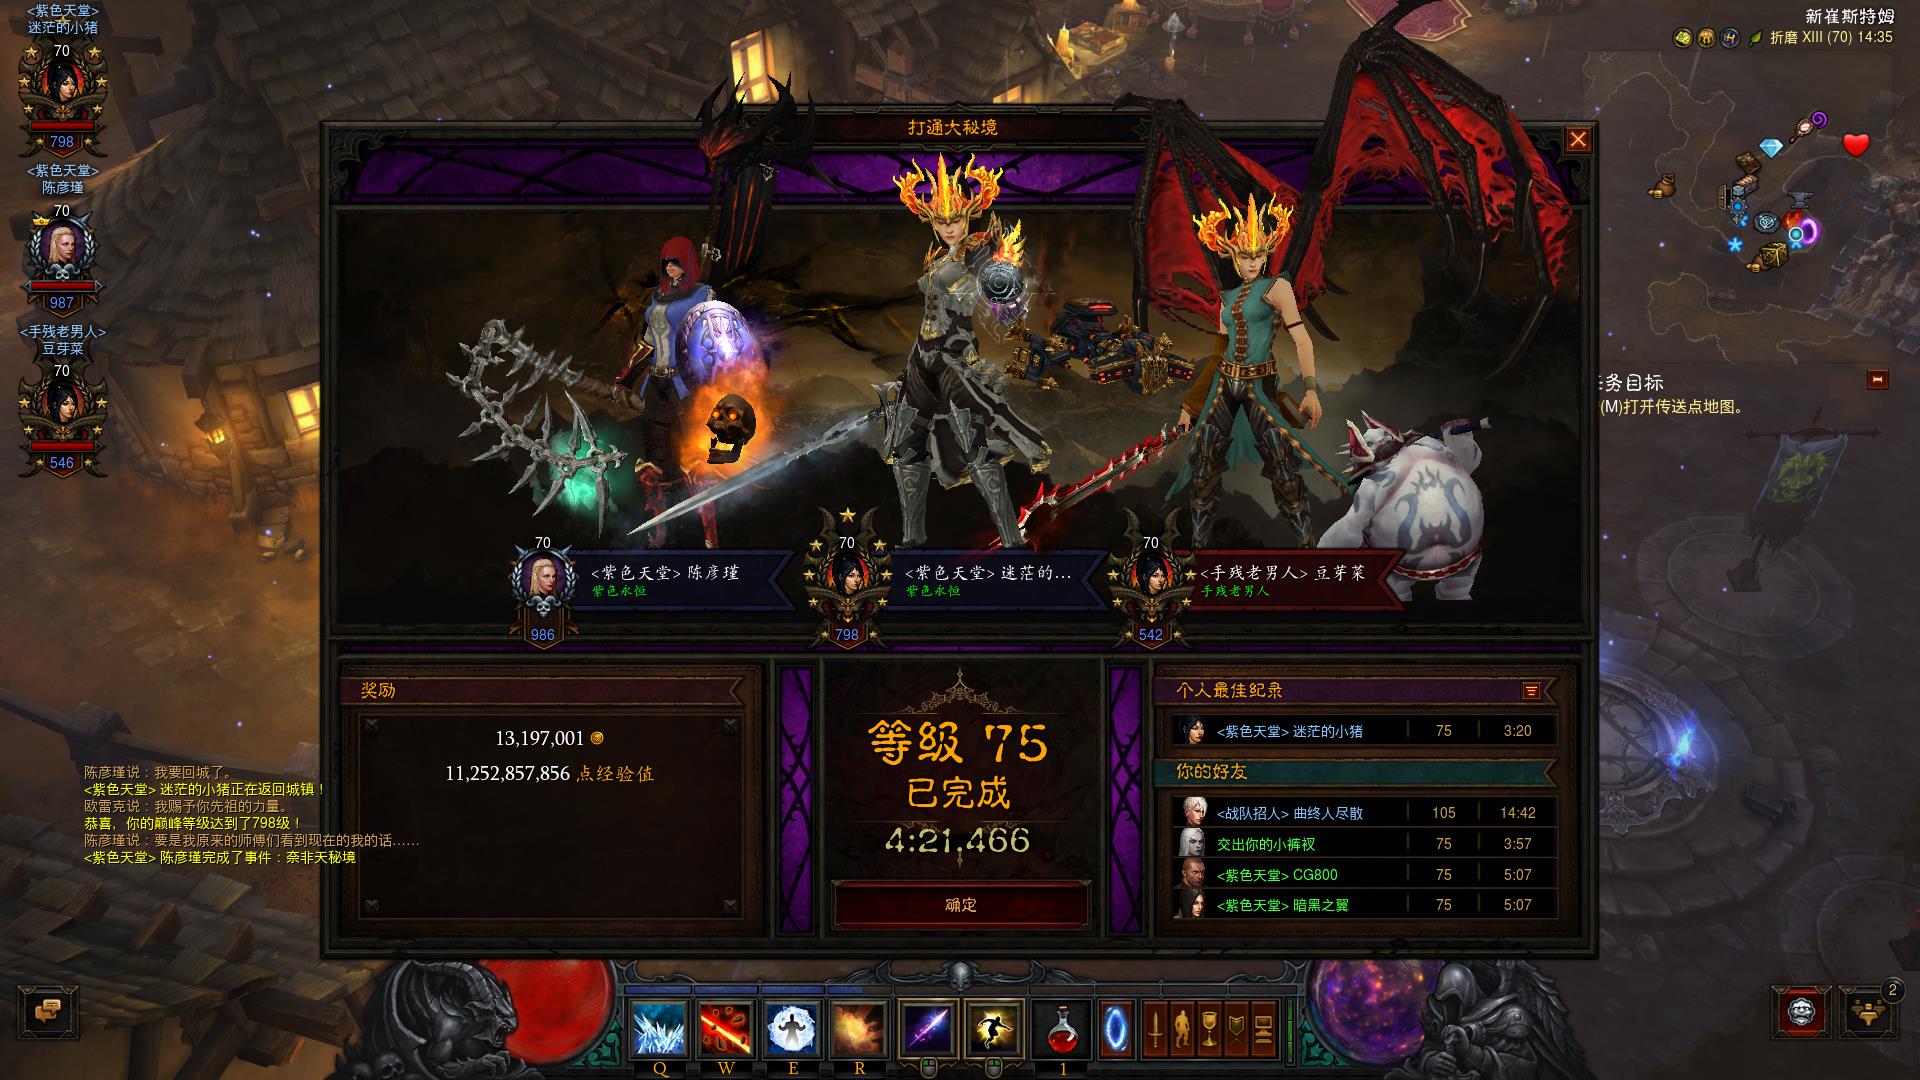 <紫色天堂>
迷茫的小猪
70
798
<紫色天堂>
陈彦瑾
70
987
<手残老男人>
豆芽菜
70
546
新崔斯特姆
折磨 XIII (70) 14:35
务目标
(M)打开传送点地图。
打通大秘境
70
<紫色天堂> 陈彦瑾
紫色永恒
986
70
<紫色天堂> 迷茫的...
紫色永恒
798
70
<手残老男人> 豆芽菜
手残老男人
542
奖励
13,197,001
11,252,857,856 点经验值
等级 75
已完成
4:21.466
确定
个人最佳纪录
<紫色天堂> 迷茫的小猪 75 3:20
你的好友
<战队招人> 曲终人尽散 105 14:42
交出你的小裤衩 75 3:57
<紫色天堂> CG800 75 5:07
<紫色天堂> 暗黑之翼 75 5:07
陈彦瑾说：我要回城了。
<紫色天堂> 迷茫的小猪正在返回城镇！
欧雷克说：我赐予你先祖的力量。
恭喜，你的巅峰等级达到了798级！
陈彦瑾说：要是我原来的师傅们看到现在的我的话……
<紫色天堂> 陈彦瑾完成了事件：奈非天秘境
Q W E R 1
2